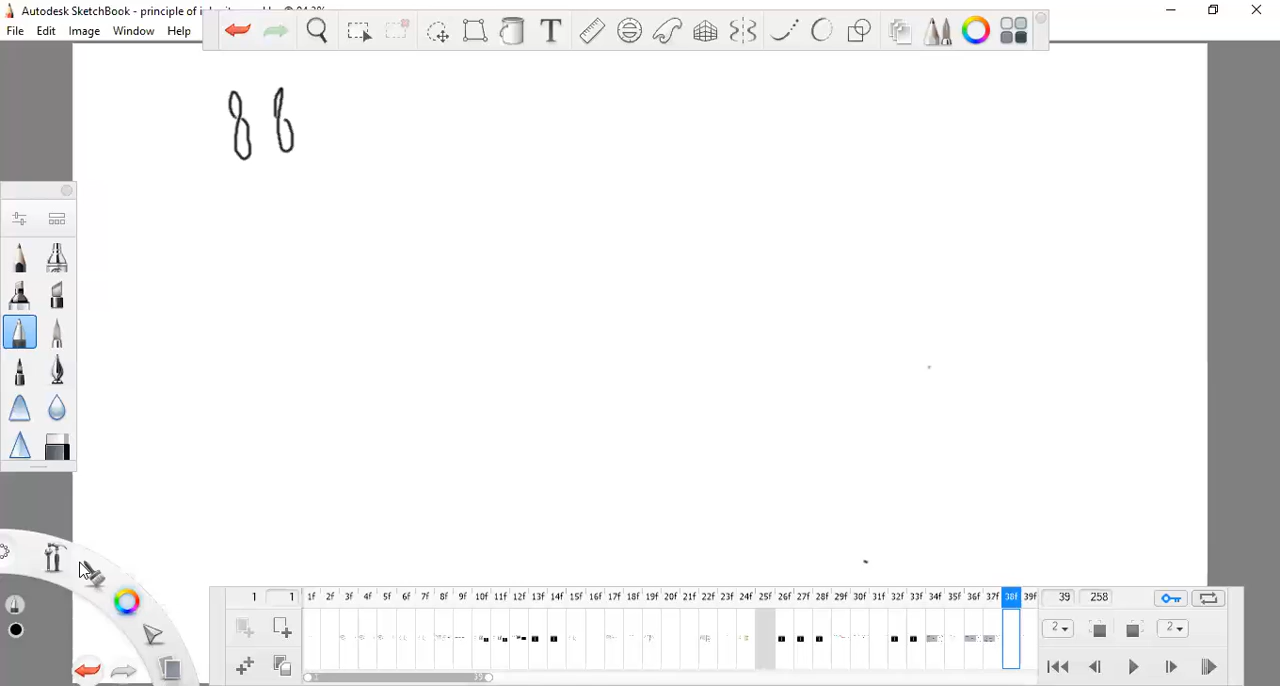 Autodesk SketchBook - principle of
File Edit Image Window Help
T
88
1 1 1f 2f 3f 4f 5f 6f 7f 8f 9f 10f 11f 12f 13f 14f 15f 16f 17f 18f 19f 20f 21f 22f 23f 24f 25f 26f 27f 28f 29f 30f 31f 32f 33f 34f 35f 36f 37f 38f 39f 39 258
2 2
39